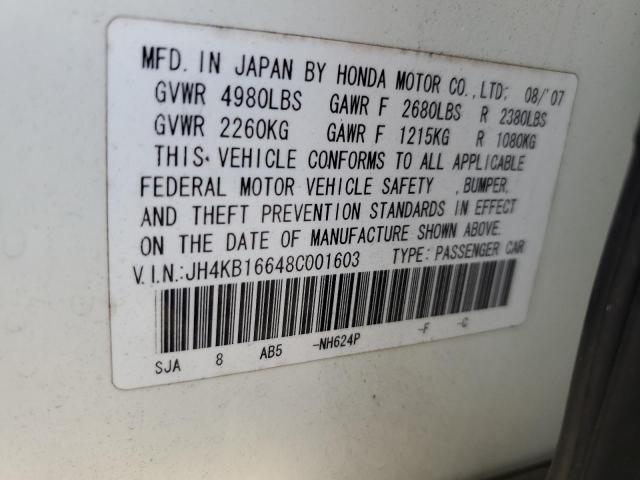 MFD. IN JAPAN BY HONDA MOTOR CO.,LTD; 08/'07
GVWR 4980LBS GAWR F 2680LBS R 2380LBS
GVWR 2260KG GAWR F 1215KG R 1080KG
THIS VEHICLE CONFORMS TO ALL APPLICABLE
FEDERAL MOTOR VEHICLE SAFETY ,BUMPER,
AND THEFT PREVENTION STANDARDS IN EFFECT
ON THE DATE OF MANUFACTURE SHOWN ABOVE.
V.I.N.:JH4KB16648C001603 TYPE: PASSENGER CAR
SJA 8 AB5 -NH624P -F -C